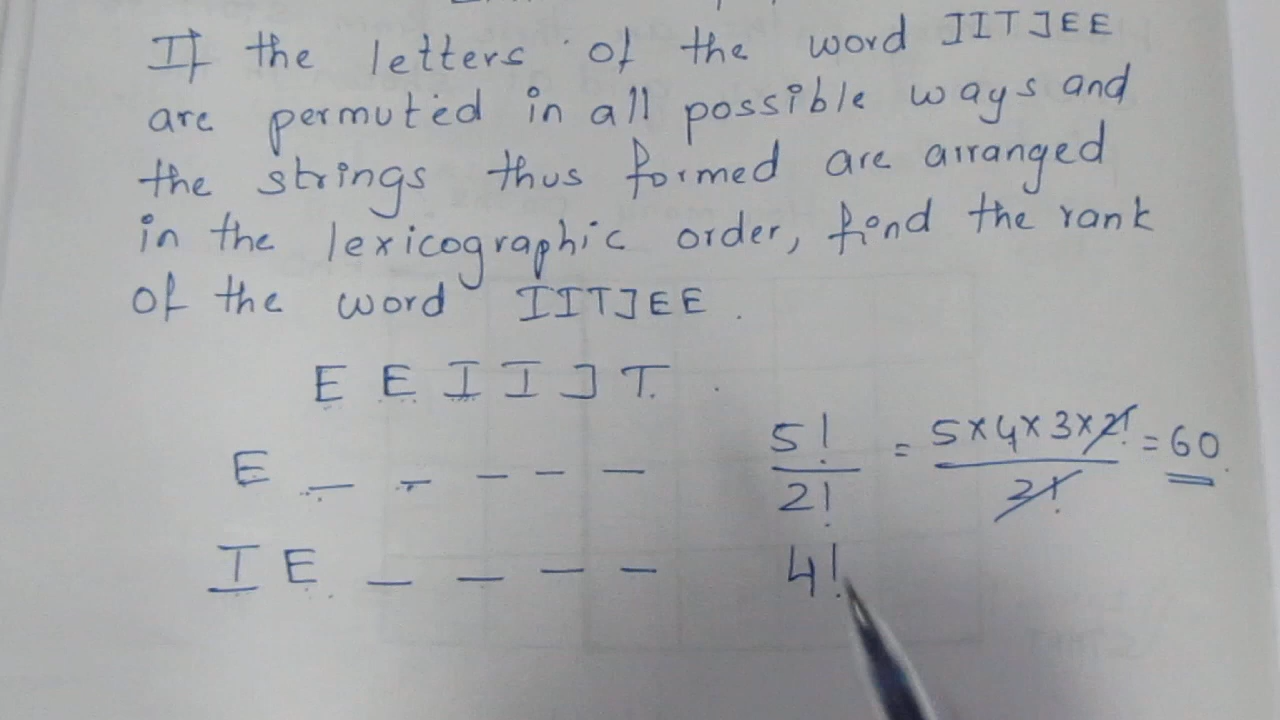 If the letters of the word IITJEE
are permuted in all possible ways and
the strings thus formed are arranged
in the lexicographic order, find the rank
of the word IITJEE.
E E I I J T.
E _ _ _ _ _ 5!/2! = 5×4×3×2!/2! = 60
I E _ _ _ _ 4!